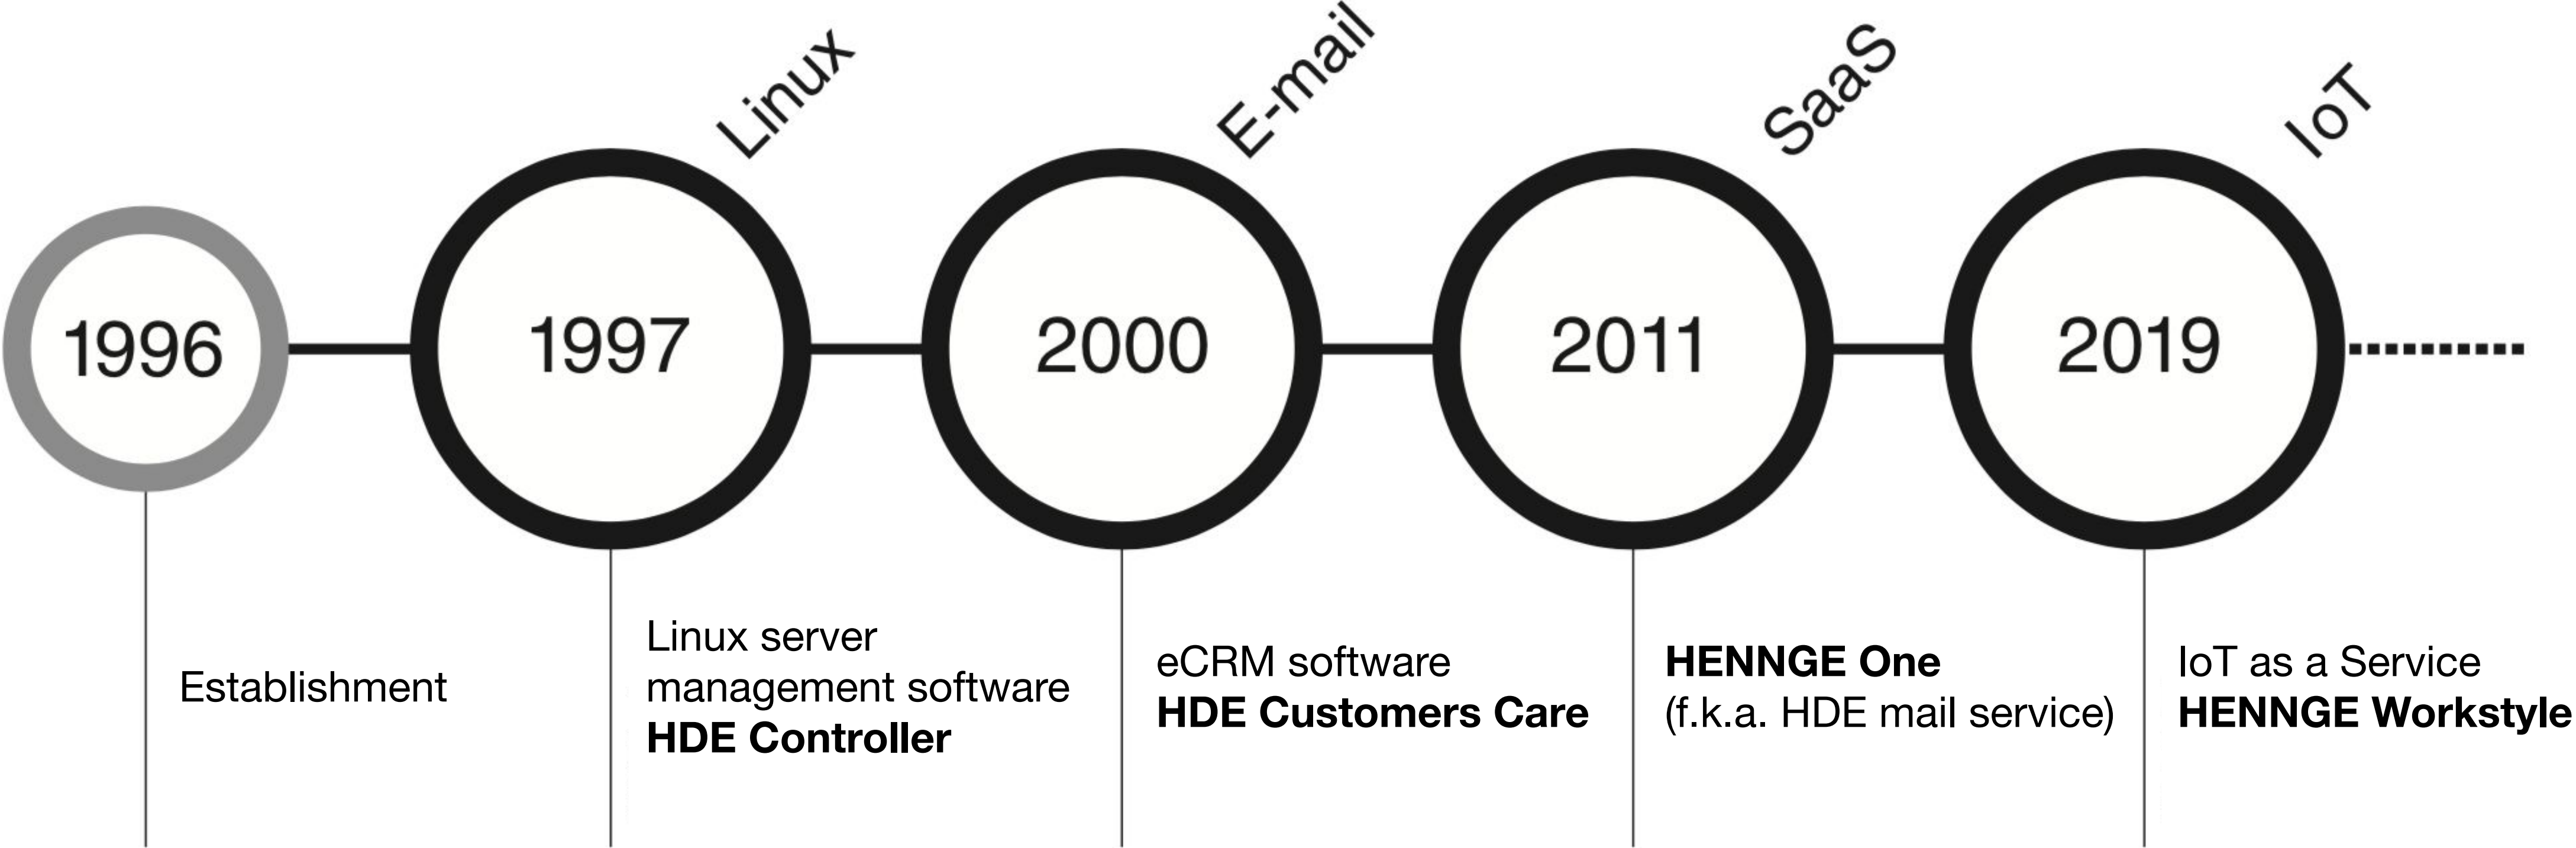 Linux
E-mail
SaaS
IoT
1996
1997
2000
2011
2019
Establishment
Linux server
management software
HDE Controller
eCRM software
HDE Customers Care
HENNGE One
(f.k.a. HDE mail service)
IoT as a Service
HENNGE Workstyle